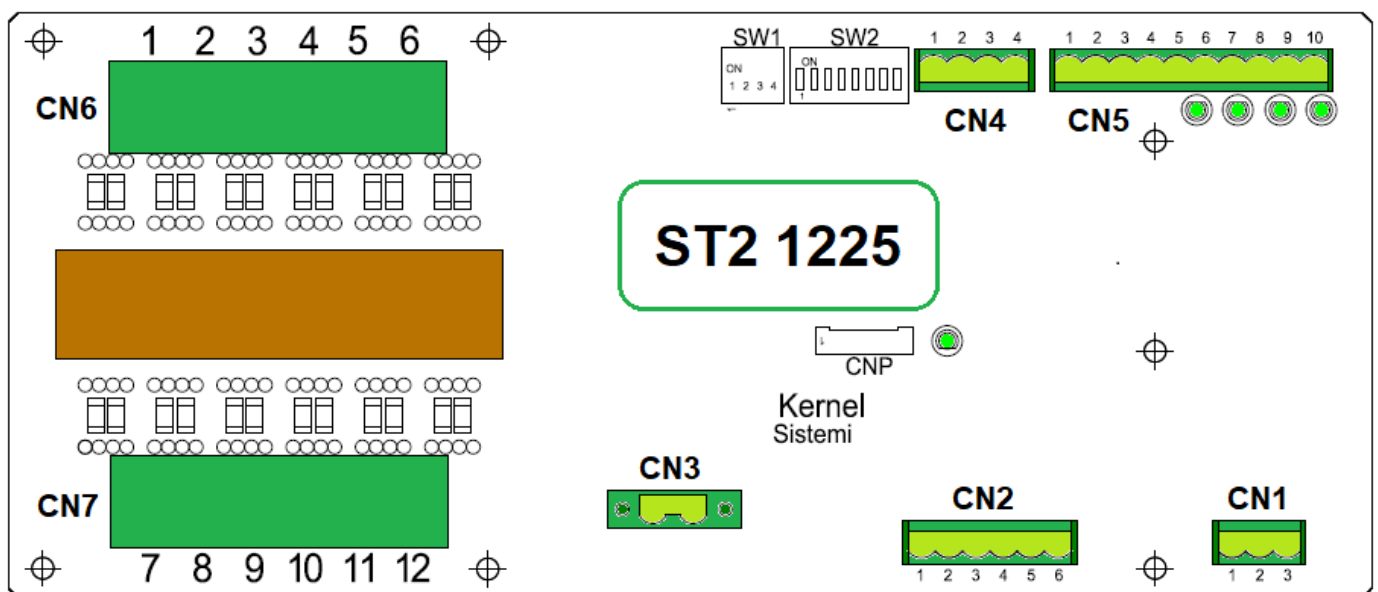 1 2 3 4 5 6
CN6
SW1
ON
1 2 3 4
SW2
ON
1
1 2 3 4
CN4
1 2 3 4 5 6 7 8 9 10
CN5
ST2 1225
CNP
Kernel
Sistemi
CN7
7 8 9 10 11 12
CN3
CN2
1 2 3 4 5 6
CN1
1 2 3